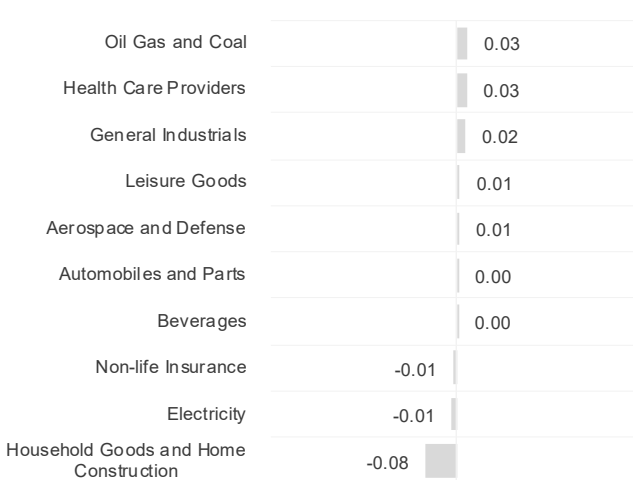 Oil Gas and Coal 0.03
Health Care Providers 0.03
General Industrials 0.02
Leisure Goods 0.01
Aerospace and Defense 0.01
Automobiles and Parts 0.00
Beverages 0.00
Non-life Insurance -0.01
Electricity -0.01
Household Goods and Home
Construction -0.08